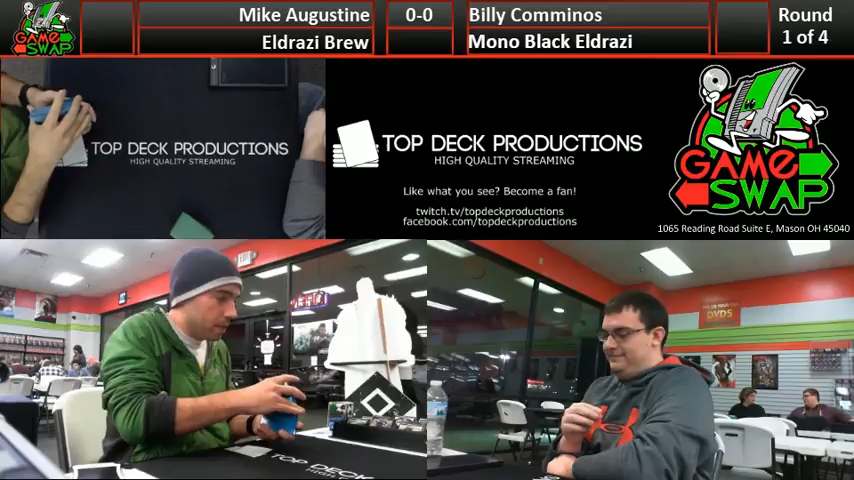 Mike Augustine
0-0
Billy Comminos
Round
Eldrazi Brew
Mono Black Eldrazi
1 of 4
GAME
SWAP
TOP DECK PRODUCTIONS
HIGH QUALITY STREAMING
TOP DECK PRODUCTIONS
HIGH QUALITY STREAMING
Like what you see? Become a fan!
twitch.tv/topdeckproductions
facebook.com/topdeckproductions
GAME
SWAP
1065 Reading Road Suite E, Mason OH 45040
DVDS
TOP DECK PRO